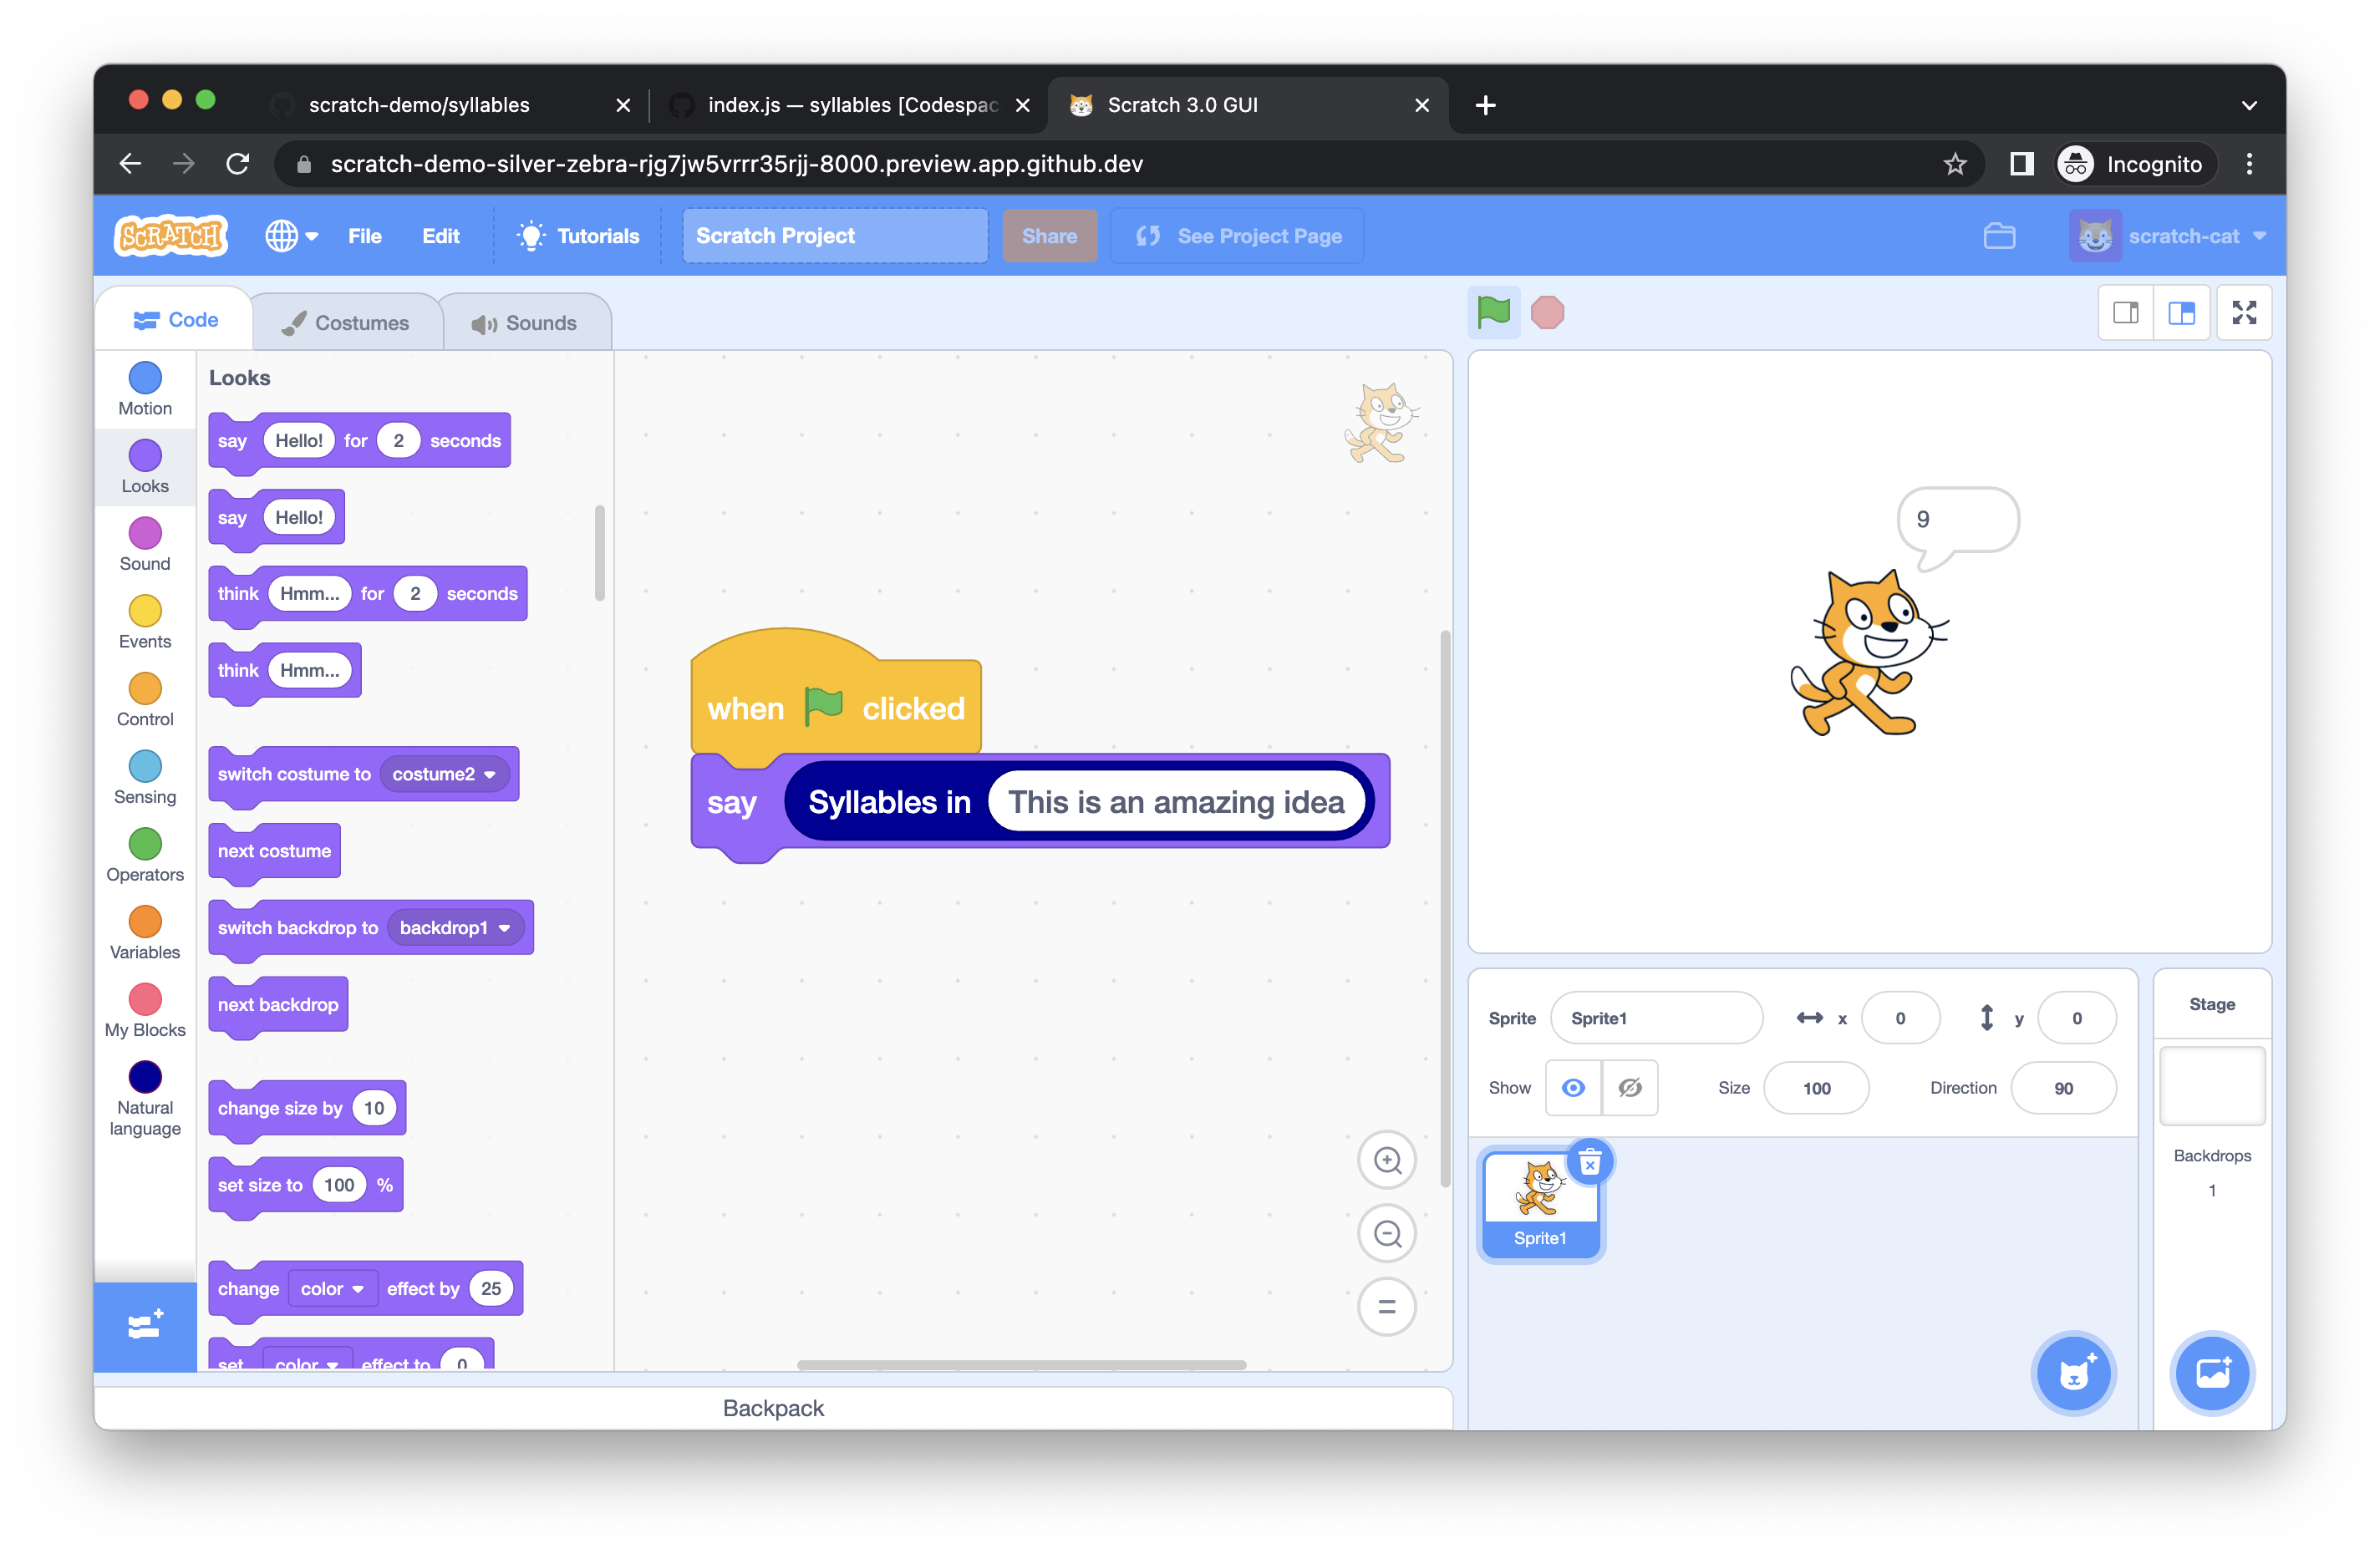 scratch-demo/syllables
index.js — syllables [Codespac
Scratch 3.0 GUI
scratch-demo-silver-zebra-rjg7jw5vrrr35rjj-8000.preview.app.github.dev
Incognito
SCRATCH
File
Edit
Tutorials
Scratch Project
Share
See Project Page
scratch-cat
Code
Costumes
Sounds
Motion
Looks
Sound
Events
Control
Sensing
Operators
Variables
My Blocks
Natural
language
Looks
say Hello! for 2 seconds
say Hello!
think Hmm... for 2 seconds
think Hmm...
switch costume to costume2
next costume
switch backdrop to backdrop1
next backdrop
change size by 10
set size to 100 %
change color effect by 25
set color effect to 0
when clicked
say Syllables in This is an amazing idea
Backpack
9
Sprite Sprite1 x 0 y 0
Show Size 100 Direction 90
Sprite1
Stage
Backdrops
1